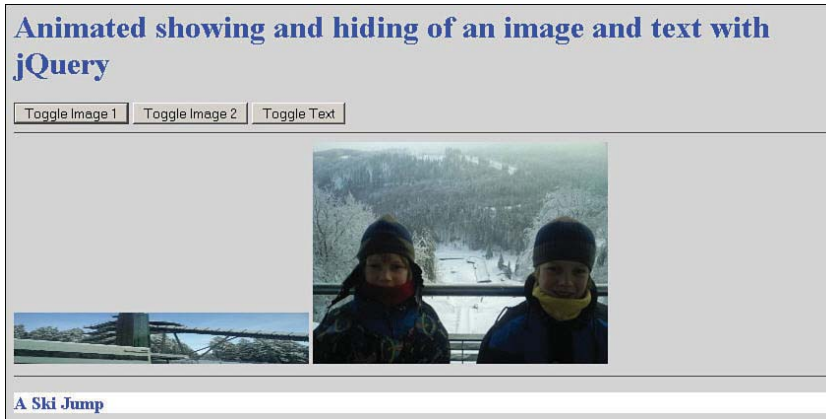 Animated showing and hiding of an image and text with
jQuery
Toggle Image 1 Toggle Image 2 Toggle Text
A Ski Jump